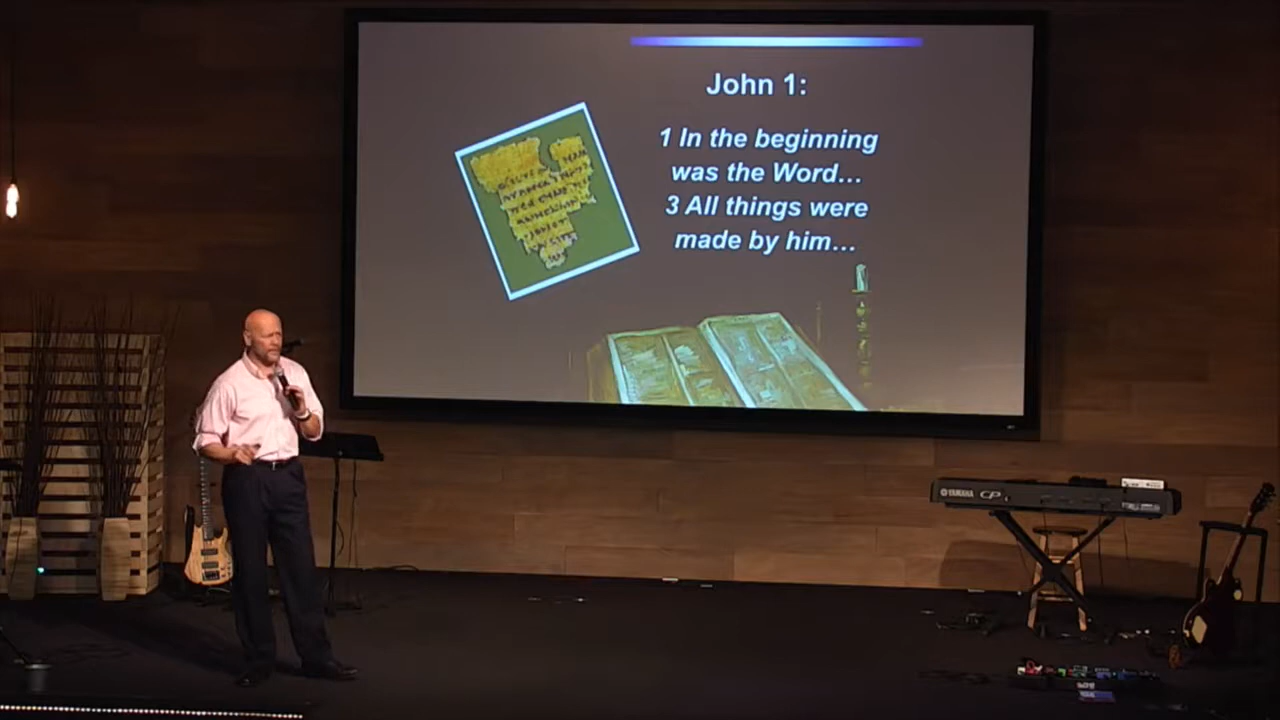 John 1:
1 In the beginning
was the Word…
3 All things were
made by him…
YAMAHA CP